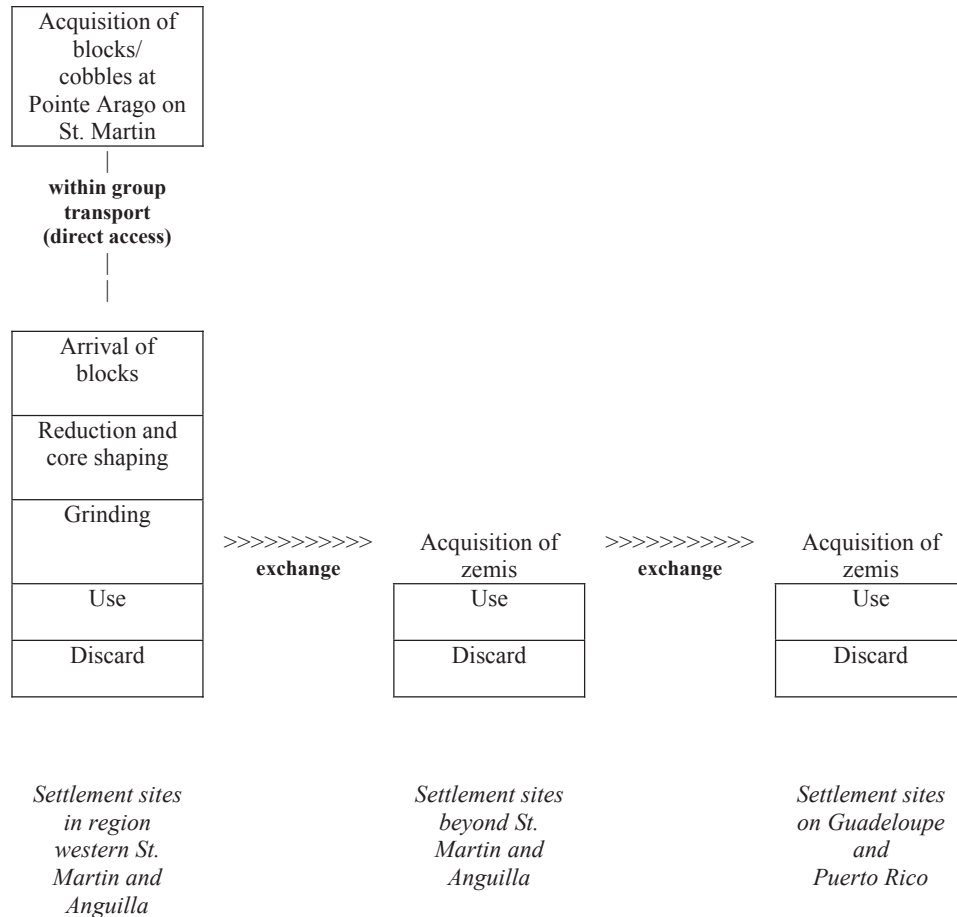 Acquisition of
blocks/
cobbles at
Pointe Arago on
St. Martin
|
within group
transport
(direct access)
|
|
Arrival of
blocks
Reduction and
core shaping
Grinding
>>>>>>>>>>>
exchange
Acquisition of
zemis
>>>>>>>>>>>
exchange
Acquisition of
zemis
Use
Use
Use
Discard
Discard
Discard
Settlement sites
in region
western St.
Martin and
Anguilla
Settlement sites
beyond St.
Martin and
Anguilla
Settlement sites
on Guadeloupe
and
Puerto Rico